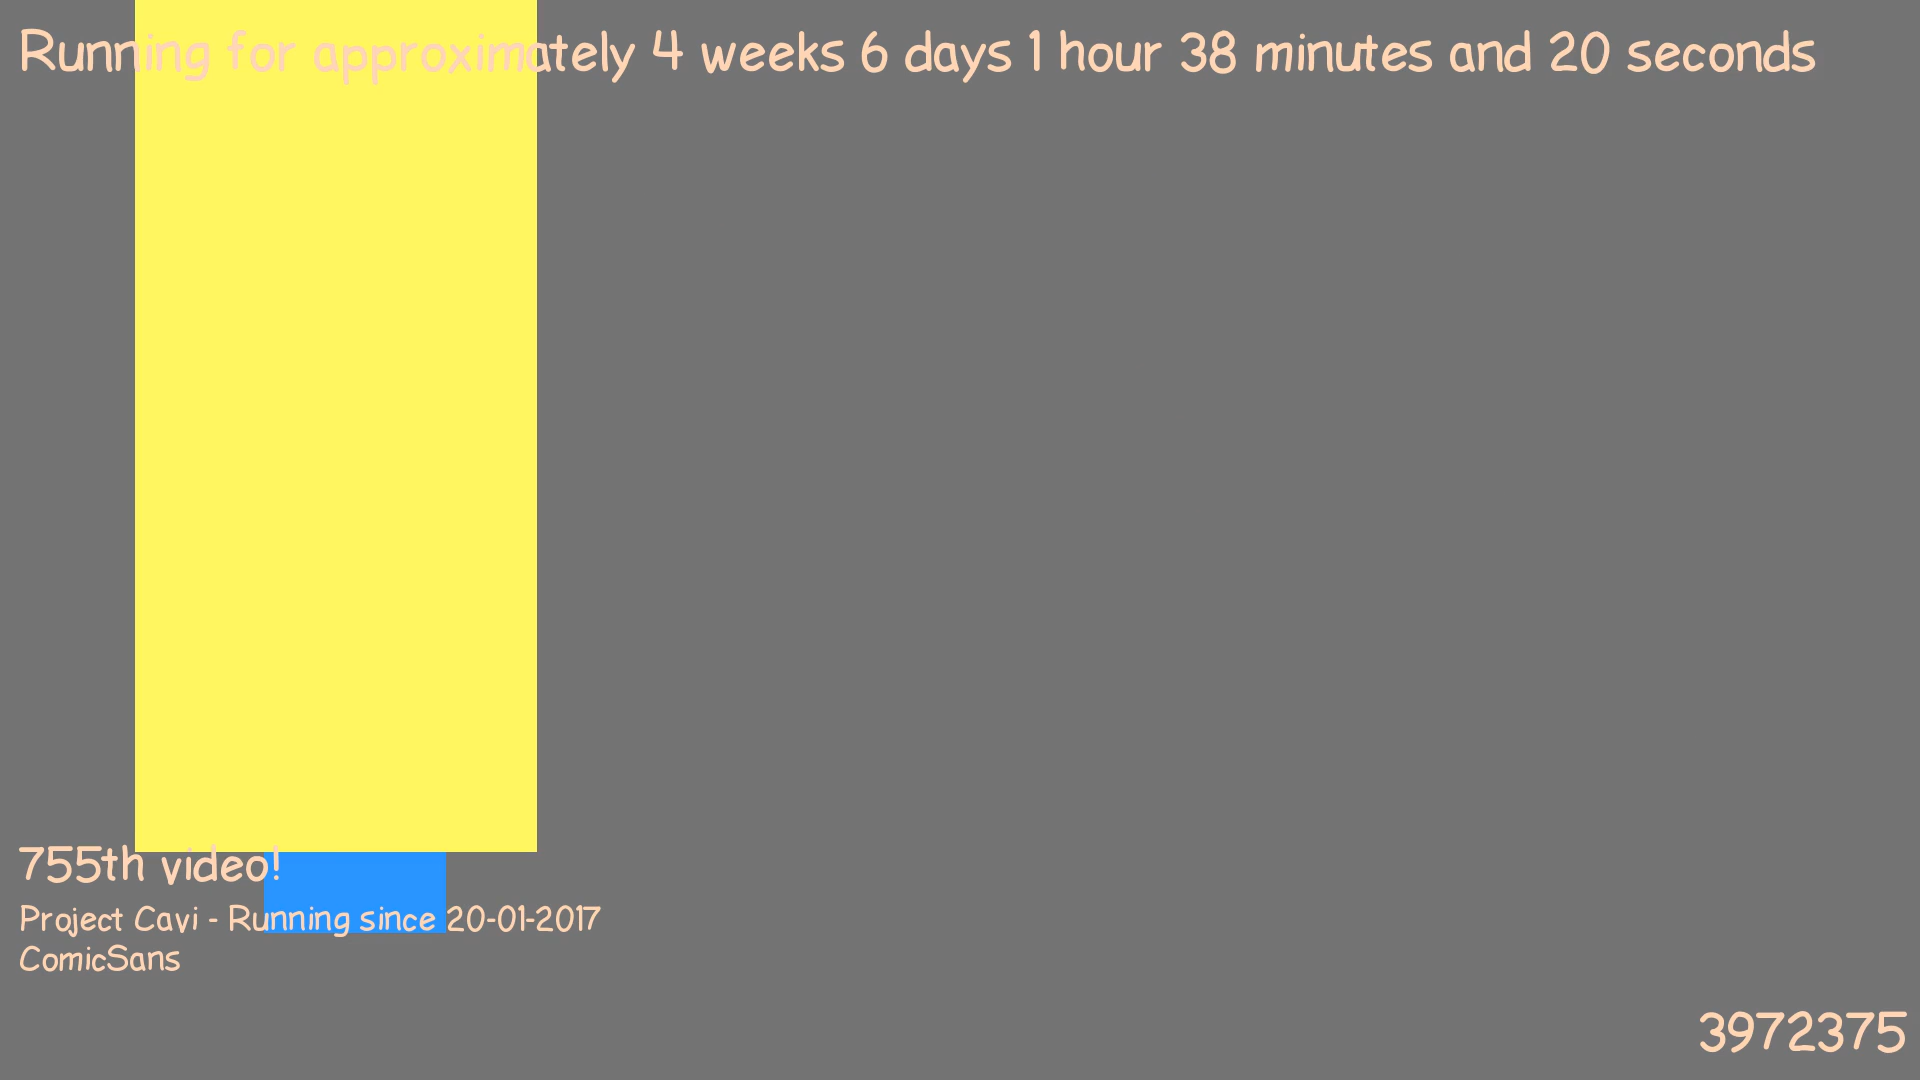 Running for approximately 4 weeks 6 days 1 hour 38 minutes and 20 seconds
755th video!
Project Cavi - Running since 20-01-2017
ComicSans
3972375